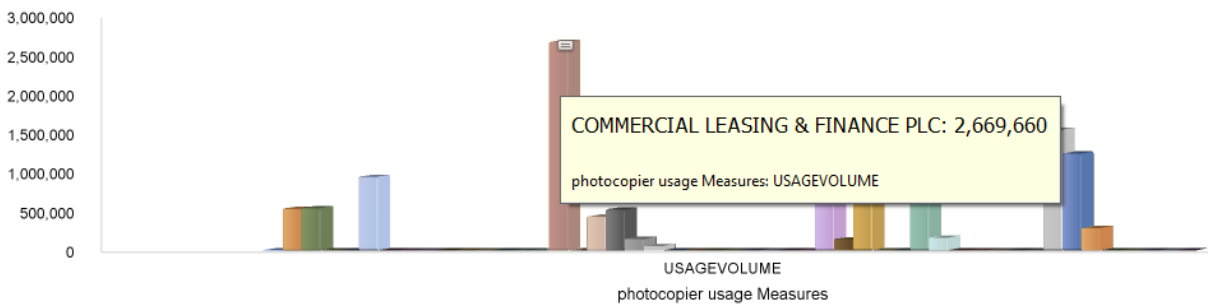 3,000,000
2,500,000
2,000,000
1,500,000
1,000,000
500,000
0
COMMERCIAL LEASING & FINANCE PLC: 2,669,660
photocopier usage Measures: USAGEVOLUME
USAGEVOLUME
photocopier usage Measures